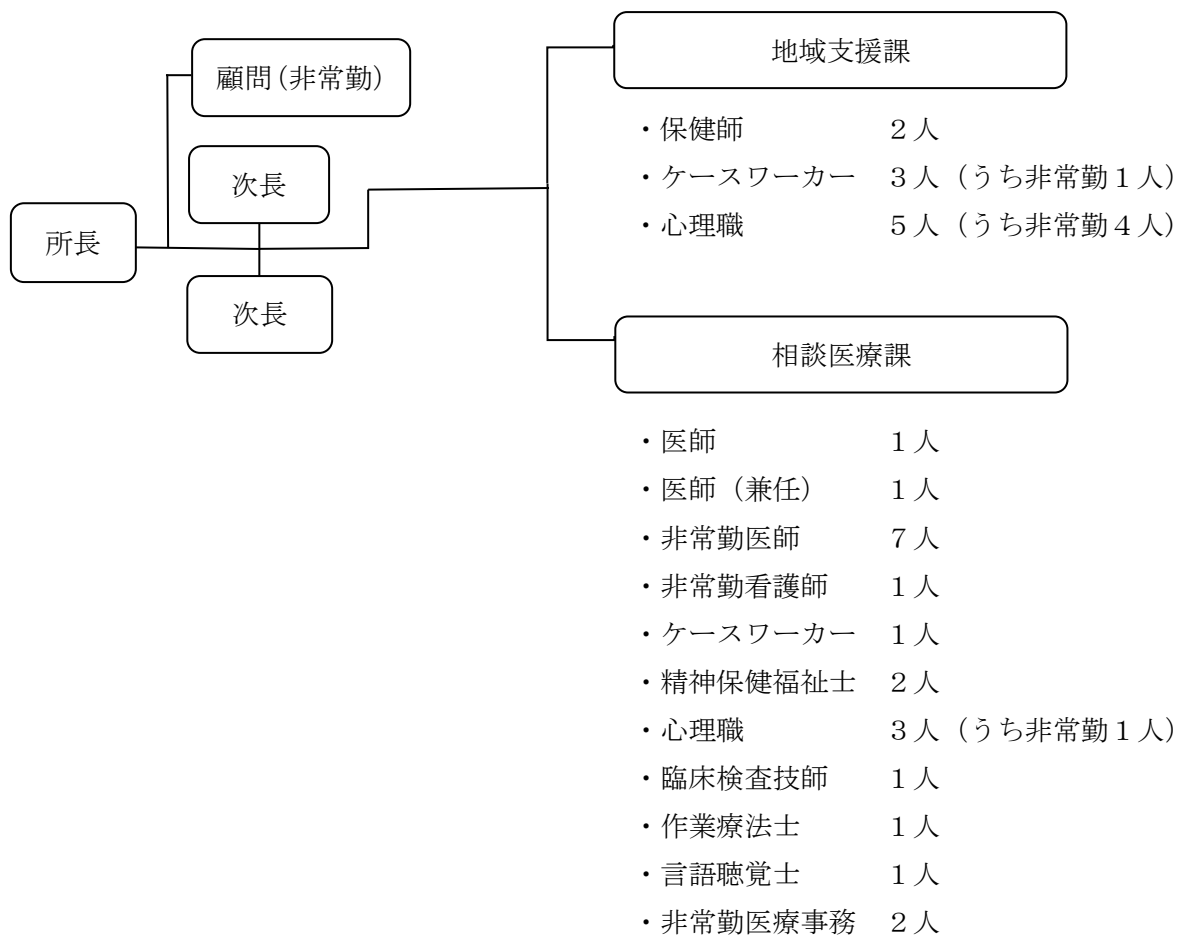 顧問(非常勤)
次長
所長
次長
地域支援課
・保健師 ２人
・ケースワーカー ３人（うち非常勤１人）
・心理職 ５人（うち非常勤４人）
相談医療課
・医師 １人
・医師（兼任） １人
・非常勤医師 ７人
・非常勤看護師 １人
・ケースワーカー １人
・精神保健福祉士 ２人
・心理職 ３人（うち非常勤１人）
・臨床検査技師 １人
・作業療法士 １人
・言語聴覚士 １人
・非常勤医療事務 ２人